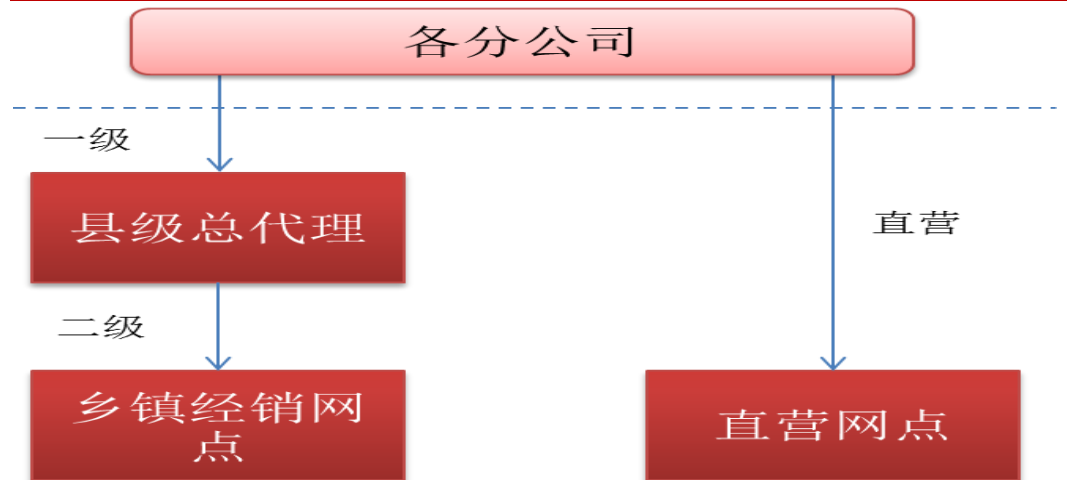 各分公司
一级
县级总代理
直营
二级
乡镇经销网
点
直营网点